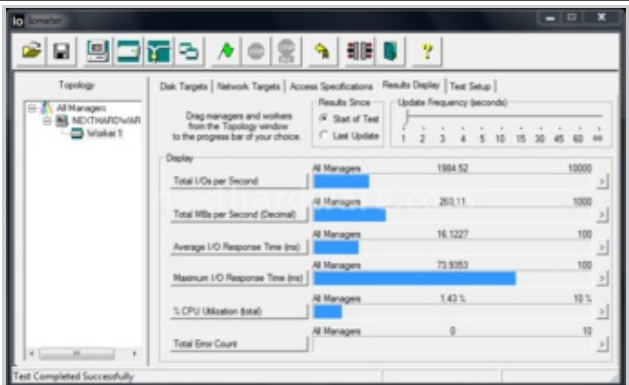 Iometer
Topology
All Managers
NEXTHARDWAR
Worker 1
Disk Targets
Network Targets
Access Specifications
Results Display
Test Setup
Drag managers and workers
from the Topology window
to the progress bar of your choice.
Results Since
Start of Test
Last Update
Update Frequency (seconds)
1 2 3 4 5 10 15 30 45 60 ∞
Display
Total I/Os per Second
All Managers 1984.52 10000
Total MBs per Second (Decimal)
All Managers 260.11 1000
Average I/O Response Time (ms)
All Managers 16.1227 100
Maximum I/O Response Time (ms)
All Managers 73.9353 100
% CPU Utilization (total)
All Managers 1.43 % 10 %
Total Error Count
All Managers 0 10
Test Completed Successfully